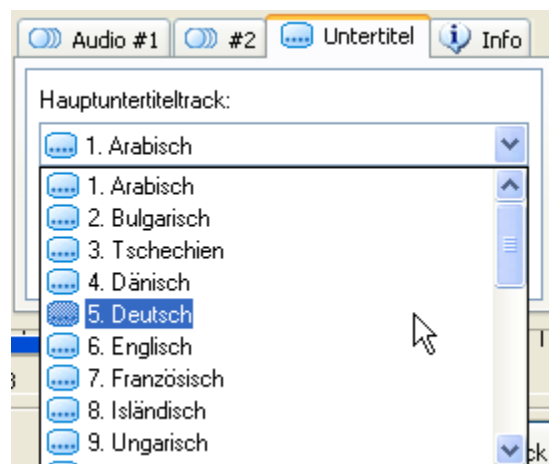 Audio #1 #2 Untertitel Info
Hauptuntertiteltrack:
1. Arabisch
1. Arabisch
2. Bulgarisch
3. Tschechien
4. Dänisch
5. Deutsch
6. Englisch
7. Französisch
8. Isländisch
9. Ungarisch